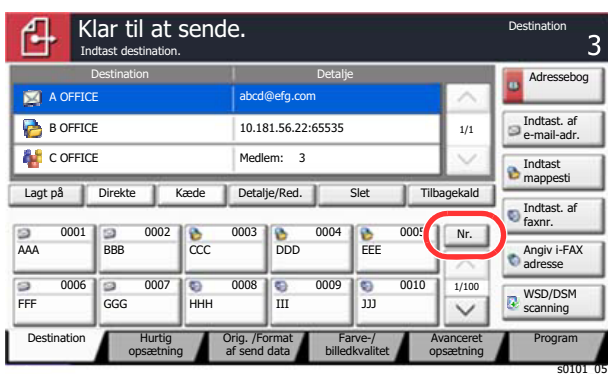 Klar til at sende.
Indtast destination.
Destination
3
Destination Detalje
A OFFICE abcd@efg.com
B OFFICE 10.181.56.22:65535
C OFFICE Medlem: 3
1/1
Lagt på Direkte Kæde Detalje/Red. Slet Tilbagekald
0001 0002 0003 0004 0005
AAA BBB CCC DDD EEE
Nr.
0006 0007 0008 0009 0010
FFF GGG HHH III JJJ
1/100
Adressebog
Indtast. af
e-mail-adr.
Indtast
mappesti
Indtast. af
faxnr.
Angiv i-FAX
adresse
WSD/DSM
scanning
Destination
Hurtig
opsætning
Orig. /Format
af send data
Farve-/
billedkvalitet
Avanceret
opsætning
Program
s0101_05